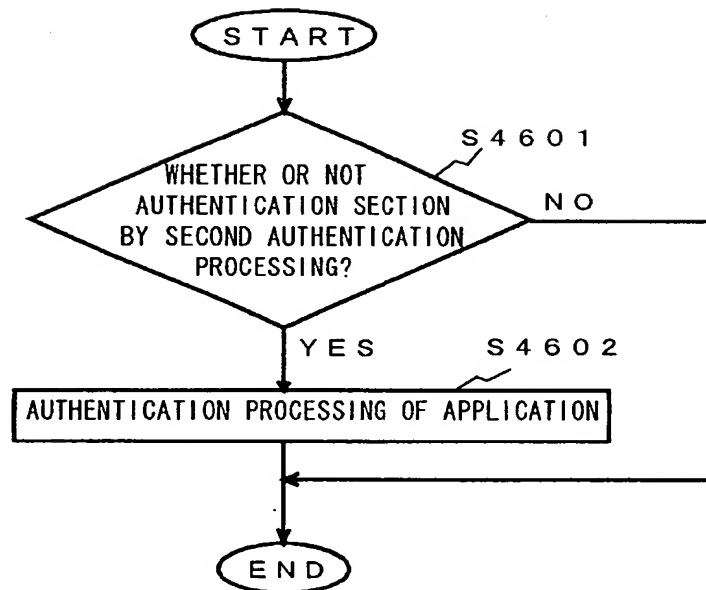 START
S4601
WHETHER OR NOT
AUTHENTICATION SECTION
BY SECOND AUTHENTICATION
PROCESSING?
NO
YES
S4602
AUTHENTICATION PROCESSING OF APPLICATION
END